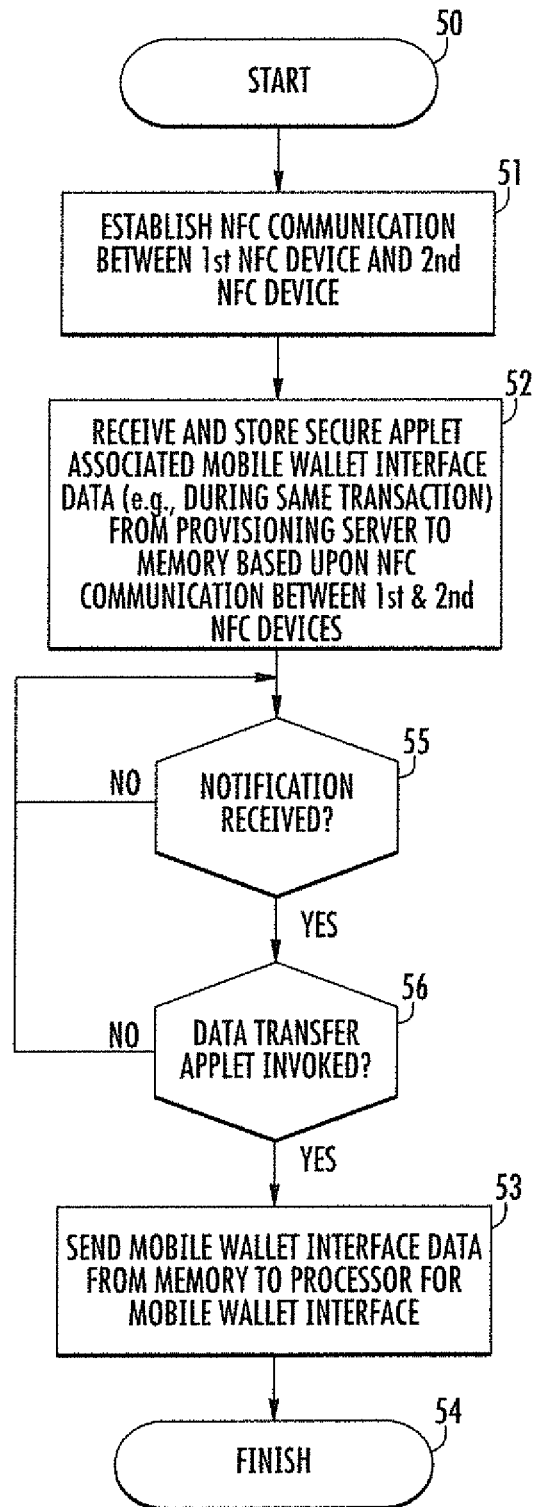 50
START
51
ESTABLISH NFC COMMUNICATION
BETWEEN 1st NFC DEVICE AND 2nd
NFC DEVICE
52
RECEIVE AND STORE SECURE APPLET
ASSOCIATED MOBILE WALLET INTERFACE
DATA (e.g., DURING SAME TRANSACTION)
FROM PROVISIONING SERVER TO
MEMORY BASED UPON NFC
COMMUNICATION BETWEEN 1st & 2nd
NFC DEVICES
55
NO
NOTIFICATION
RECEIVED?
YES
56
NO
DATA TRANSFER
APPLET INVOKED?
YES
53
SEND MOBILE WALLET INTERFACE DATA
FROM MEMORY TO PROCESSOR FOR
MOBILE WALLET INTERFACE
54
FINISH